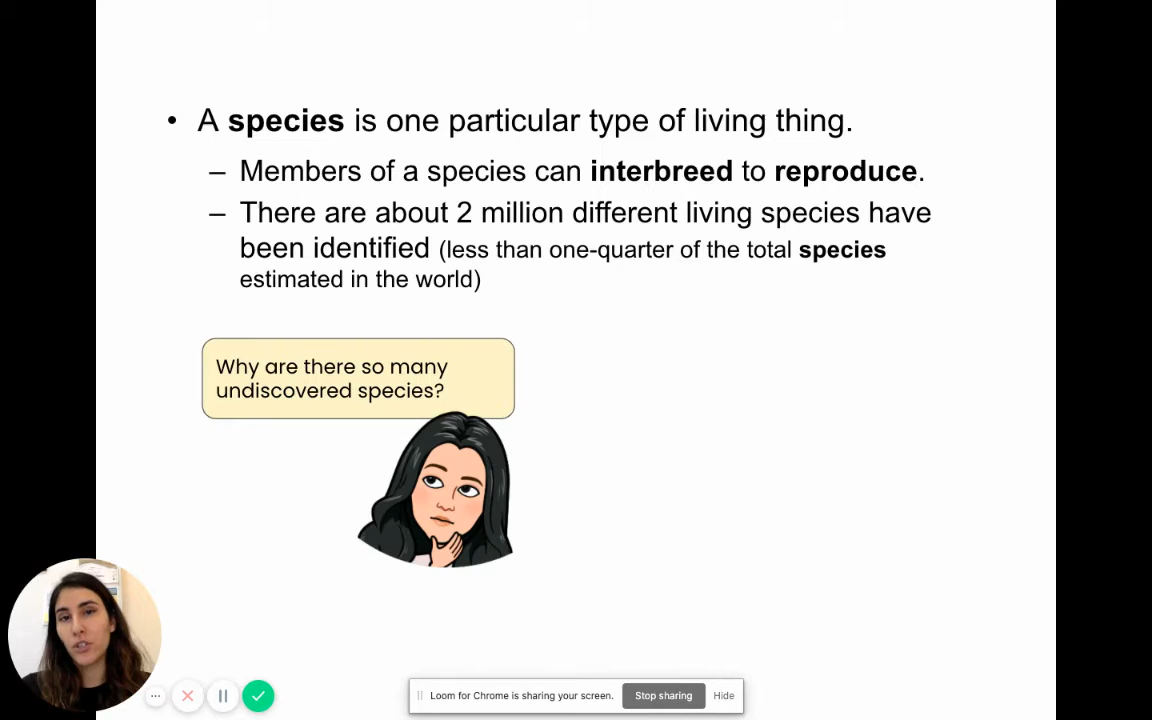 • A species is one particular type of living thing.
– Members of a species can interbreed to reproduce.
– There are about 2 million different living species have
been identified (less than one-quarter of the total species
estimated in the world)
Why are there so many
undiscovered species?
Loom for Chrome is sharing your screen. Stop sharing Hide